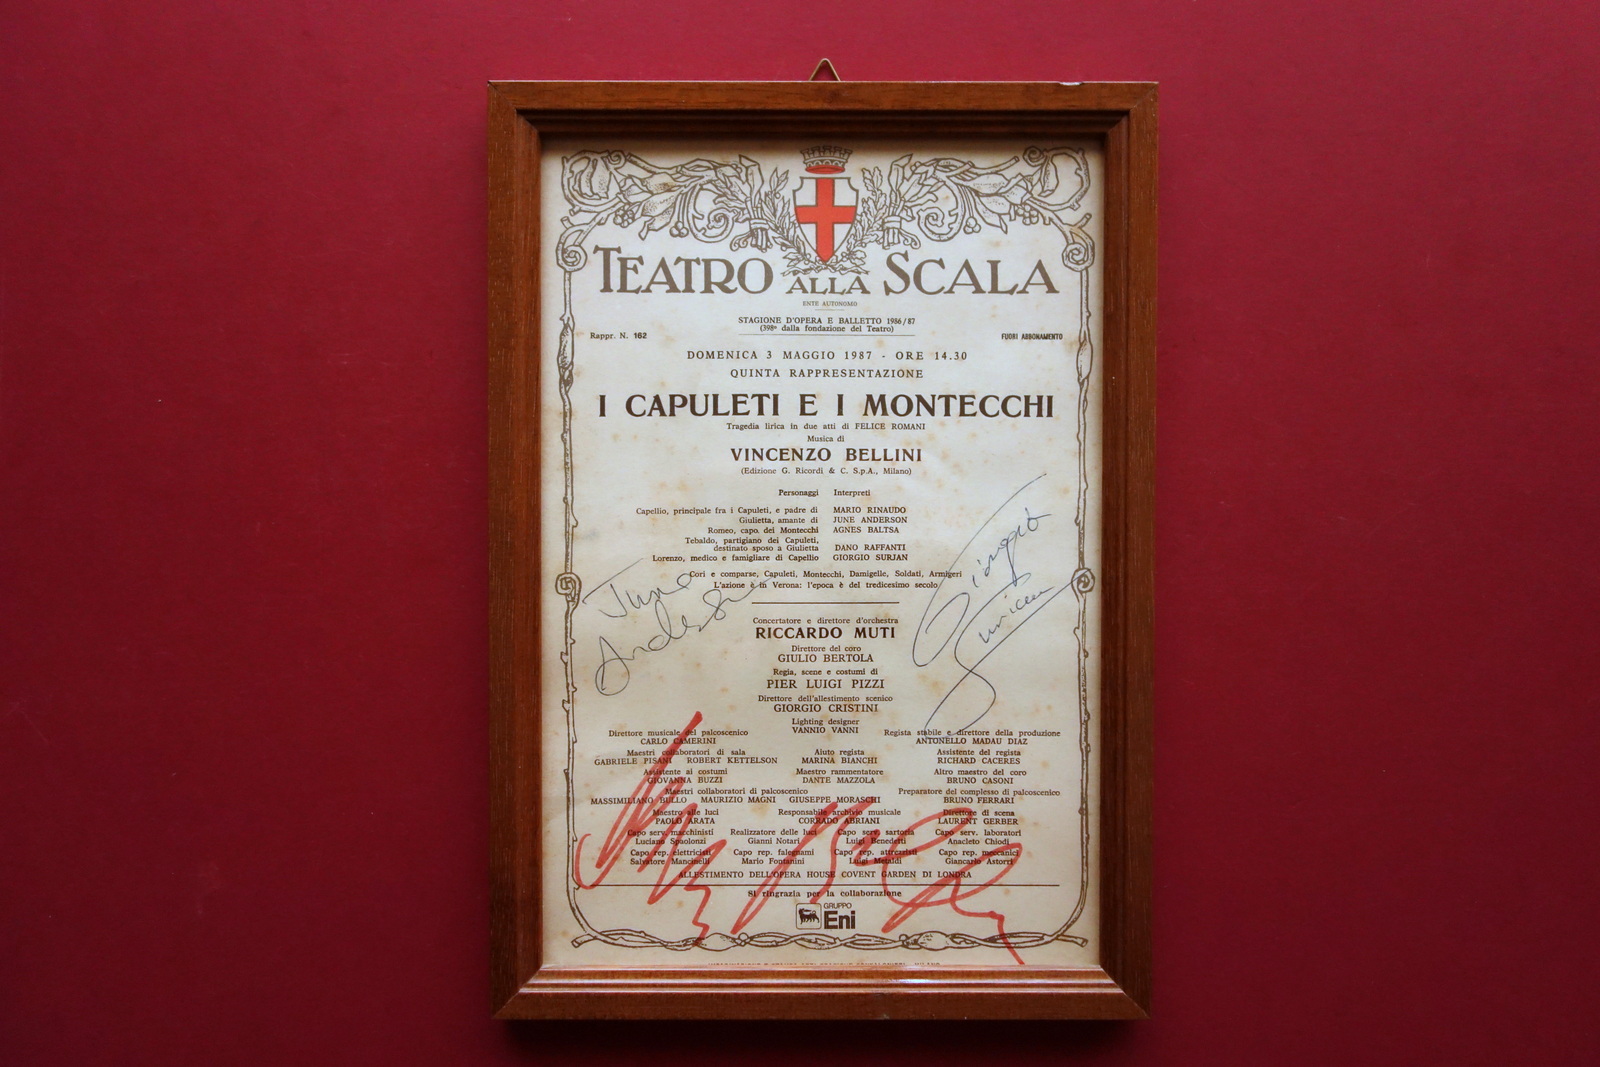 TEATRO ALLA SCALA
ENTE AUTONOMO
STAGIONE D'OPERA E BALLETTO 1986/87
(398ª dalla fondazione del Teatro)
Rappr. N. 162
FUORI ABBONAMENTO
DOMENICA 3 MAGGIO 1987 - ORE 14.30
QUINTA RAPPRESENTAZIONE
I CAPULETI E I MONTECCHI
Tragedia lirica in due atti di FELICE ROMANI
Musica di
VINCENZO BELLINI
(Edizione G. Ricordi & C. S.p.A., Milano)
Personaggi Interpreti
Capellio, principale fra i Capuleti, e padre di MARIO RINAUDO
Giulietta, amante di JUNE ANDERSON
Romeo, capo dei Montecchi AGNES BALTSA
Tebaldo, partigiano dei Capuleti,
destinato sposo a Giulietta DANO RAFFANTI
Lorenzo, medico e famigliare di Capellio GIORGIO SURJAN
Cori e comparse, Capuleti, Montecchi, Damigelle, Soldati, Armigeri
L'azione è in Verona: l'epoca è del tredicesimo secolo
June
Anderson
Giorgio
Surjan
Concertatore e direttore d'orchestra
RICCARDO MUTI
Direttore del coro
GIULIO BERTOLA
Regia, scene e costumi di
PIER LUIGI PIZZI
Direttore dell'allestimento scenico
GIORGIO CRISTINI
Lighting designer
VANNIO VANNI
Direttore musicale del palcoscenico
CARLO CAMERINI
Regista stabile e direttore della produzione
ANTONELLO MADAU DIAZ
Maestri collaboratori di sala Aiuto regista Assistente del regista
GABRIELE PISANI ROBERT KETTELSON MARINA BIANCHI RICHARD CACERES
Assistente ai costumi Maestro rammentatore Altro maestro del coro
GIOVANNA BUZZI DANTE MAZZOLA BRUNO CASONI
Maestri collaboratori di palcoscenico Preparatore del complesso di palcoscenico
MASSIMILIANO BULLO MAURIZIO MAGNI GIUSEPPE MORASCHI BRUNO FERRARI
Maestro alle luci Responsabile archivio musicale Direttore di scena
PAOLO ARATA CORRADO ABRIANI LAURENT GERBER
Capo serv. macchinisti Realizzatore delle luci Capo serv. sartoria Capo serv. laboratori
Luciano Spaolonzi Gianni Notari Luigi Benedetti Anacleto Chiodi
Capo rep. elettricisti Capo rep. falegnami Capo rep. attrezzisti Capo rep. meccanici
Salvatore Mancinelli Mario Fontanini Luigi Metaldi Giancarlo Astorri
ALLESTIMENTO DELL'OPERA HOUSE COVENT GARDEN DI LONDRA
Si ringrazia per la collaborazione
GRUPPO
Eni